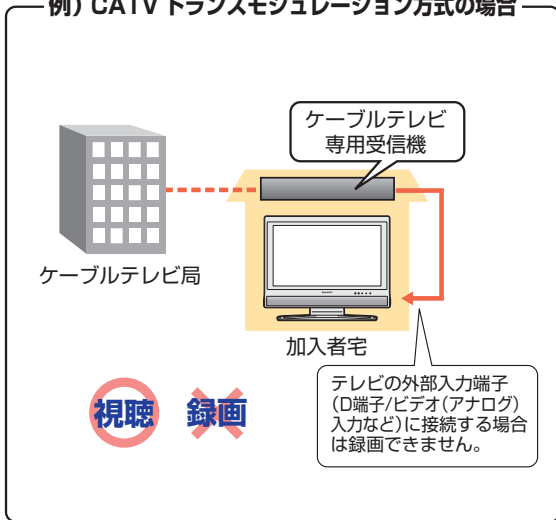 例）CATV トランスモジュレーション方式の場合
ケーブルテレビ
専用受信機
ケーブルテレビ局
加入者宅
テレビの外部入力端子
（D端子/ビデオ（アナログ）
入力など）に接続する場合
は録画できません。
視聴 録画